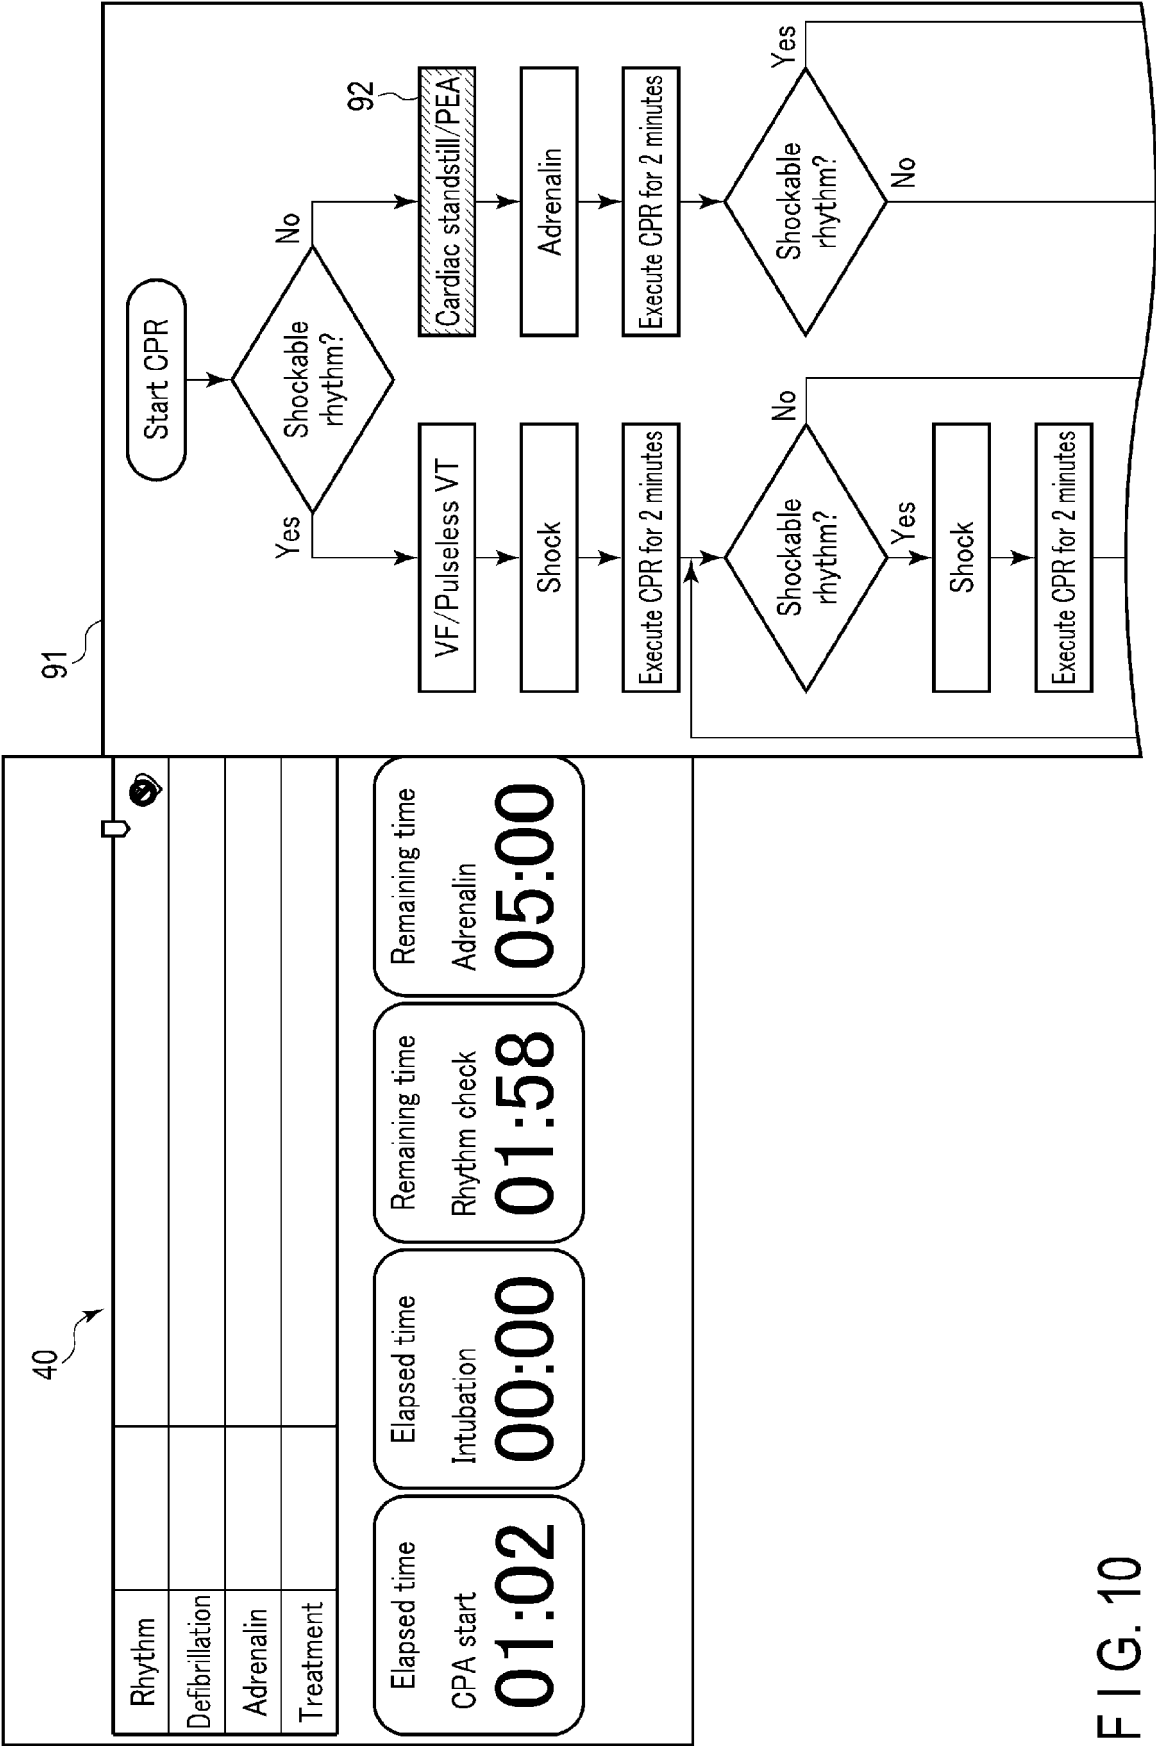 40
Rhythm
Defibrillation
Adrenalin
Treatment
Elapsed time
CPA start
01:02
Elapsed time
Intubation
00:00
Remaining time
Rhythm check
01:58
Remaining time
Adrenalin
05:00
91
Start CPR
Shockable
rhythm?
Yes
No
VF/Pulseless VT
Shock
Execute CPR for 2 minutes
Shockable
rhythm?
No
Yes
Shock
Execute CPR for 2 minutes
92
Cardiac standstill/PEA
Adrenalin
Execute CPR for 2 minutes
Shockable
rhythm?
Yes
No
FIG. 10